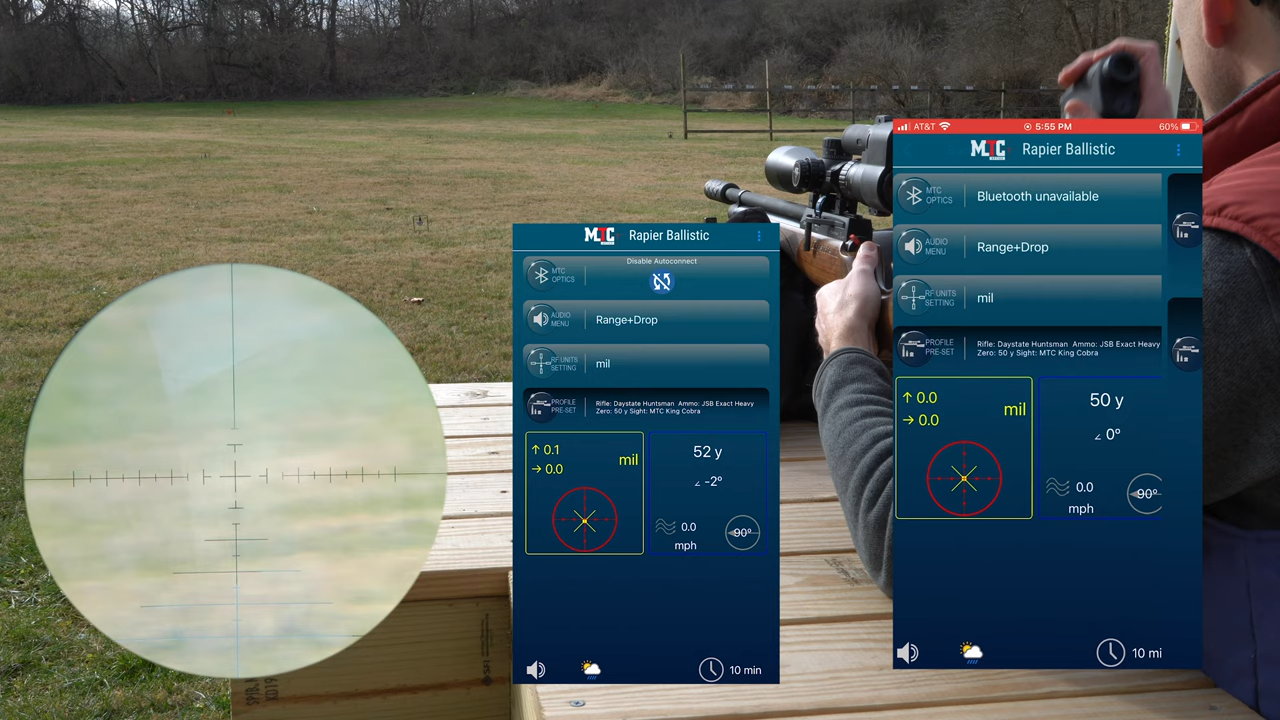 MTC Rapier Ballistic
MTC OPTICS
Disable Autoconnect
AUDIO MENU
Range+Drop
RF UNITS SETTING
mil
PROFILE PRE-SET
Rifle: Daystate Huntsman Ammo: JSB Exact Heavy
Zero: 50 y Sight: MTC King Cobra
↑ 0.1
→ 0.0
mil
52 y
∠ -2°
0.0
mph
90°
10 min
AT&T
5:55 PM
60%
MTC Rapier Ballistic
MTC OPTICS
Bluetooth unavailable
AUDIO MENU
Range+Drop
RF UNITS SETTING
mil
PROFILE PRE-SET
Rifle: Daystate Huntsman Ammo: JSB Exact Heavy
Zero: 50 y Sight: MTC King Cobra
↑ 0.0
→ 0.0
mil
50 y
∠ 0°
0.0
mph
90°
10 mi